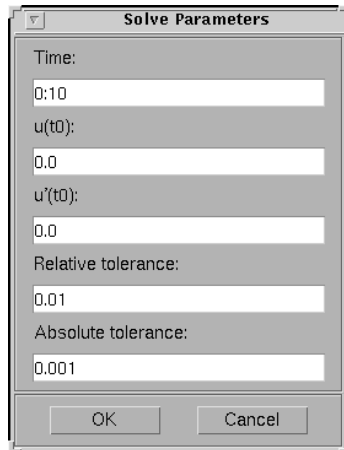 Solve Parameters
Time:
0:10
u(t0):
0.0
u'(t0):
0.0
Relative tolerance:
0.01
Absolute tolerance:
0.001
OK Cancel